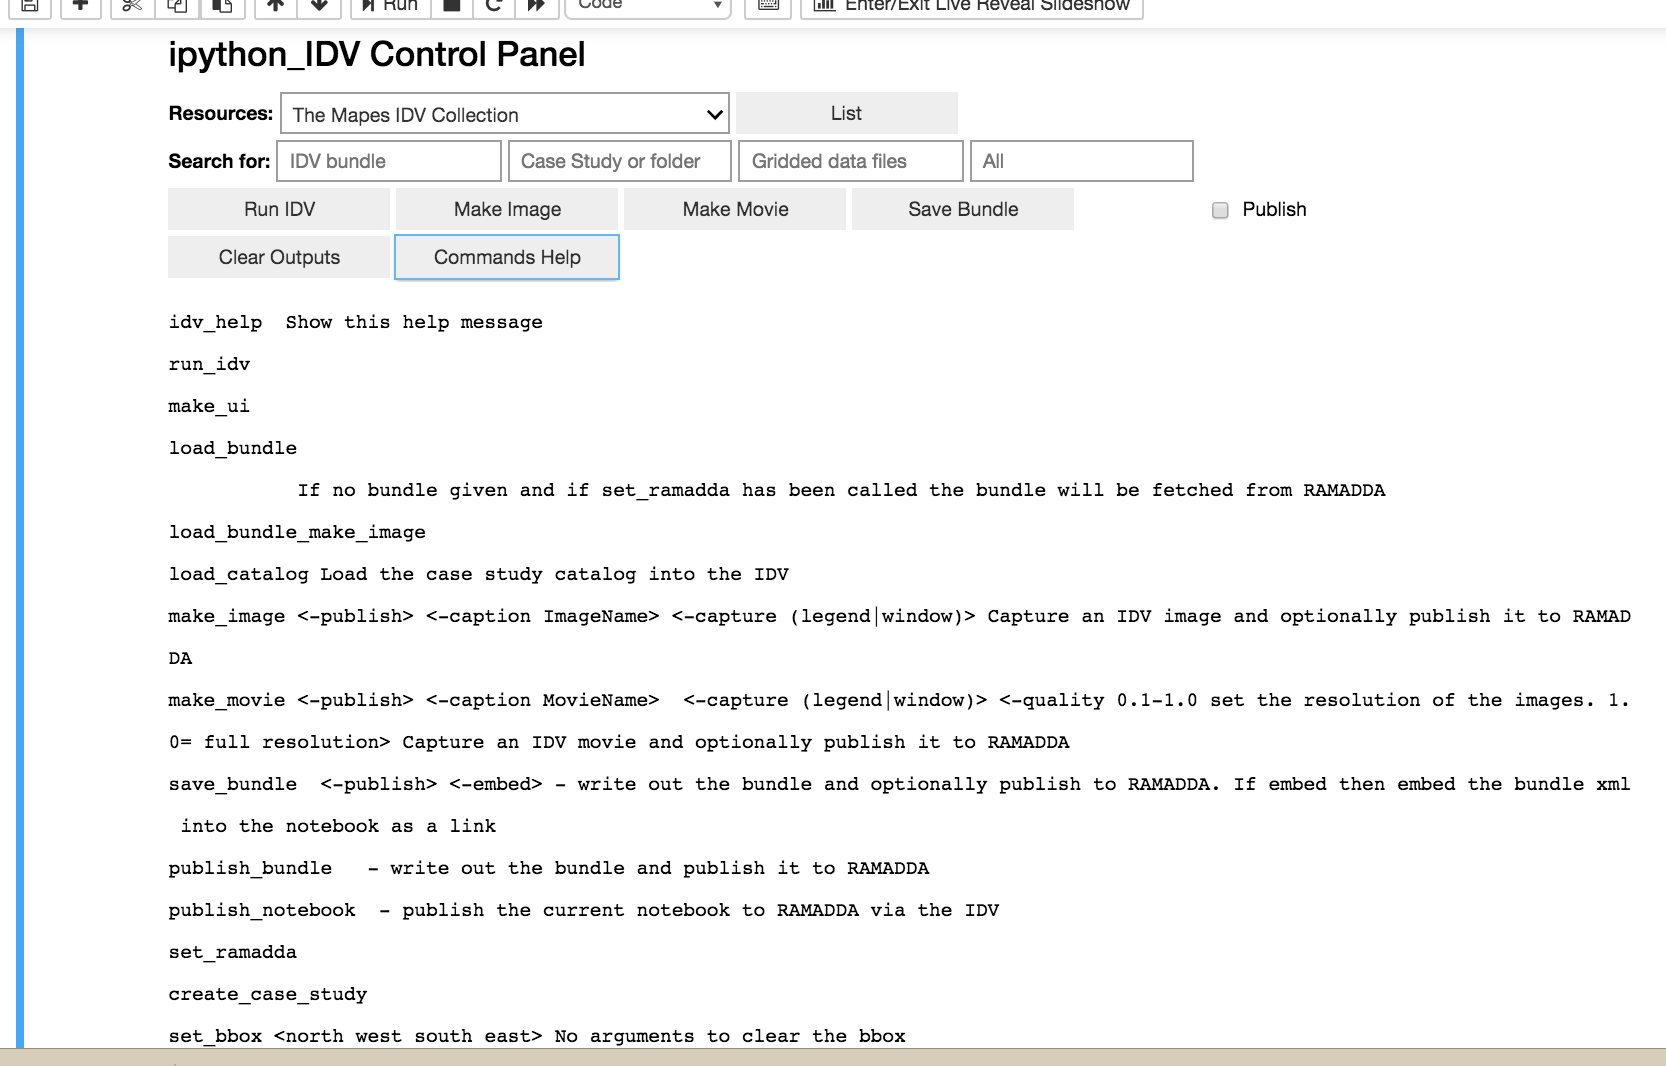 Run Code Enter/Exit Live Reveal Slideshow
ipython_IDV Control Panel
Resources: The Mapes IDV Collection List
Search for: IDV bundle Case Study or folder Gridded data files All
Run IDV Make Image Make Movie Save Bundle Publish
Clear Outputs Commands Help
idv_help  Show this help message
run_idv
make_ui
load_bundle
If no bundle given and if set_ramadda has been called the bundle will be fetched from RAMADDA
load_bundle_make_image
load_catalog Load the case study catalog into the IDV
make_image <-publish> <-caption ImageName> <-capture (legend|window)> Capture an IDV image and optionally publish it to RAMAD
DA
make_movie <-publish> <-caption MovieName>  <-capture (legend|window)> <-quality 0.1-1.0 set the resolution of the images. 1.
0= full resolution> Capture an IDV movie and optionally publish it to RAMADDA
save_bundle  <-publish> <-embed> - write out the bundle and optionally publish to RAMADDA. If embed then embed the bundle xml
into the notebook as a link
publish_bundle   - write out the bundle and publish it to RAMADDA
publish_notebook  - publish the current notebook to RAMADDA via the IDV
set_ramadda
create_case_study
set_bbox <north west south east> No arguments to clear the bbox